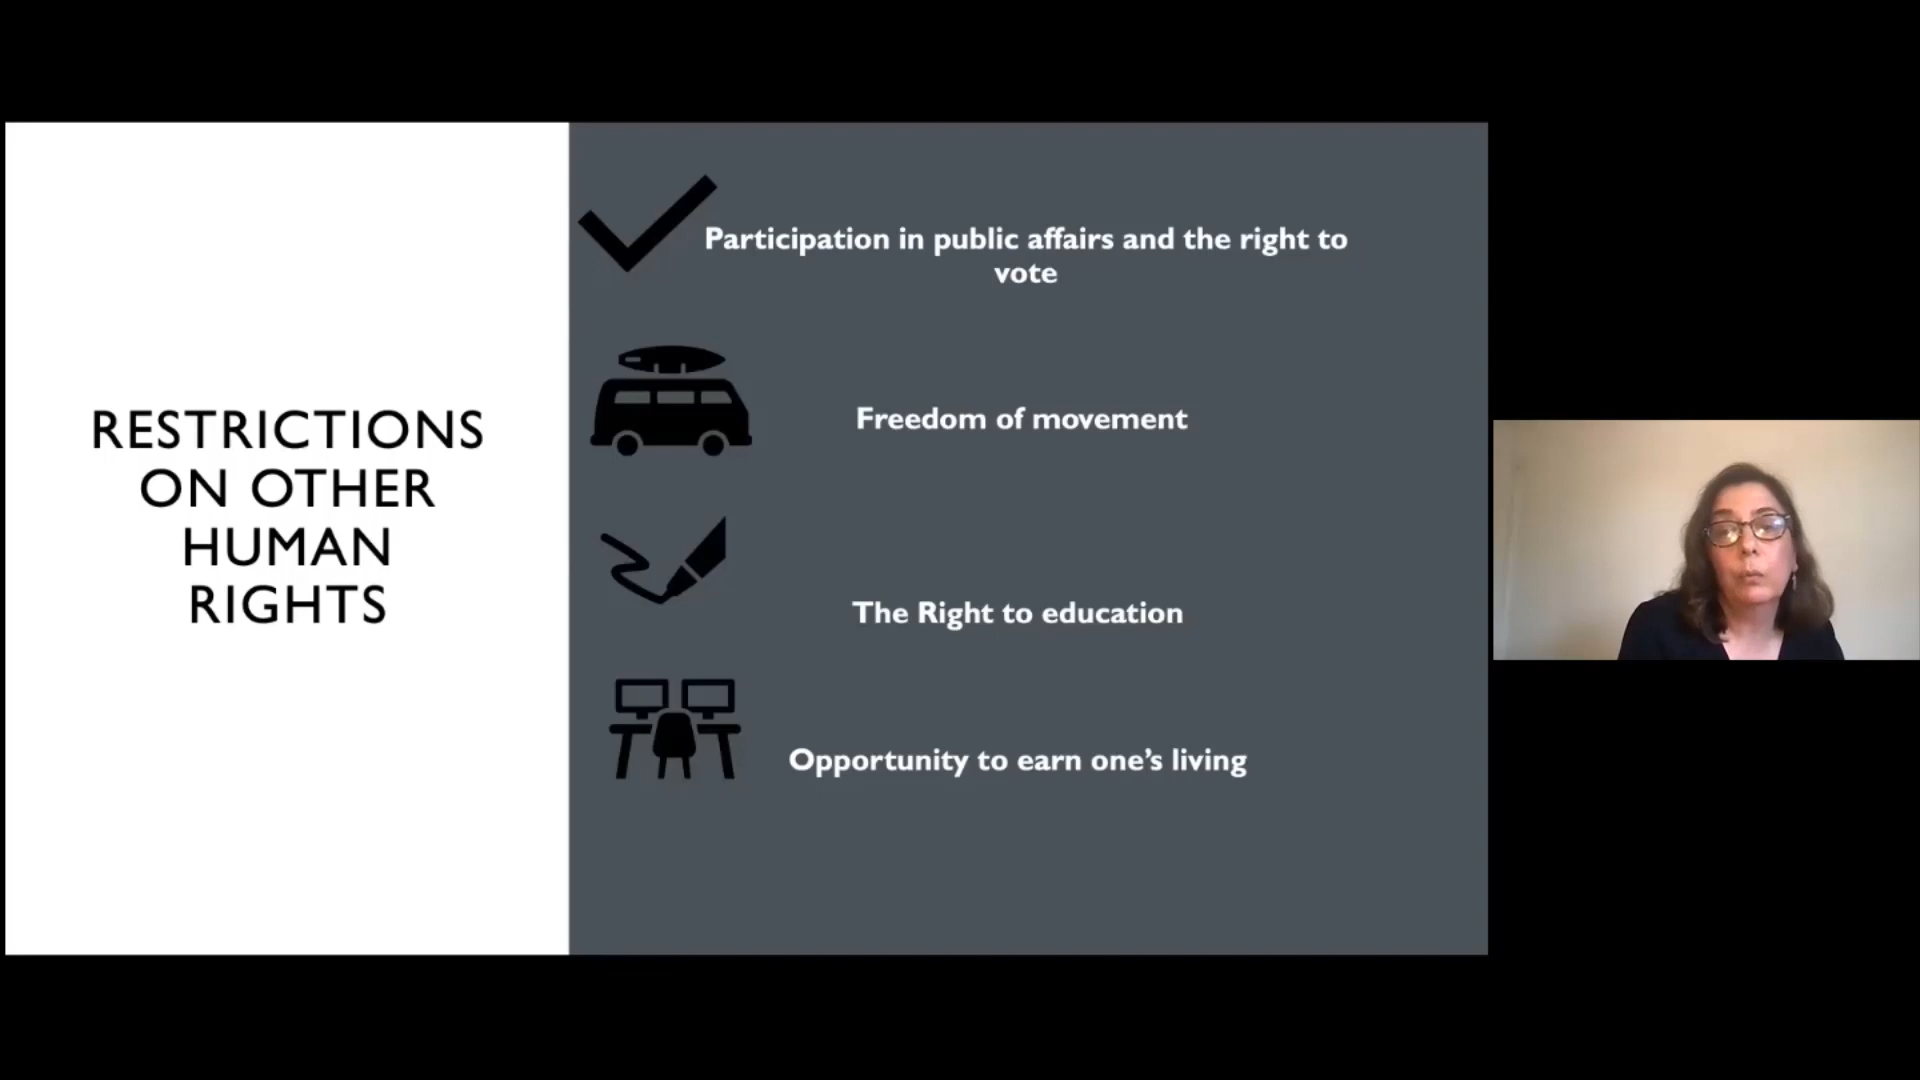 RESTRICTIONS
ON OTHER
HUMAN
RIGHTS
Participation in public affairs and the right to
vote
Freedom of movement
The Right to education
Opportunity to earn one’s living